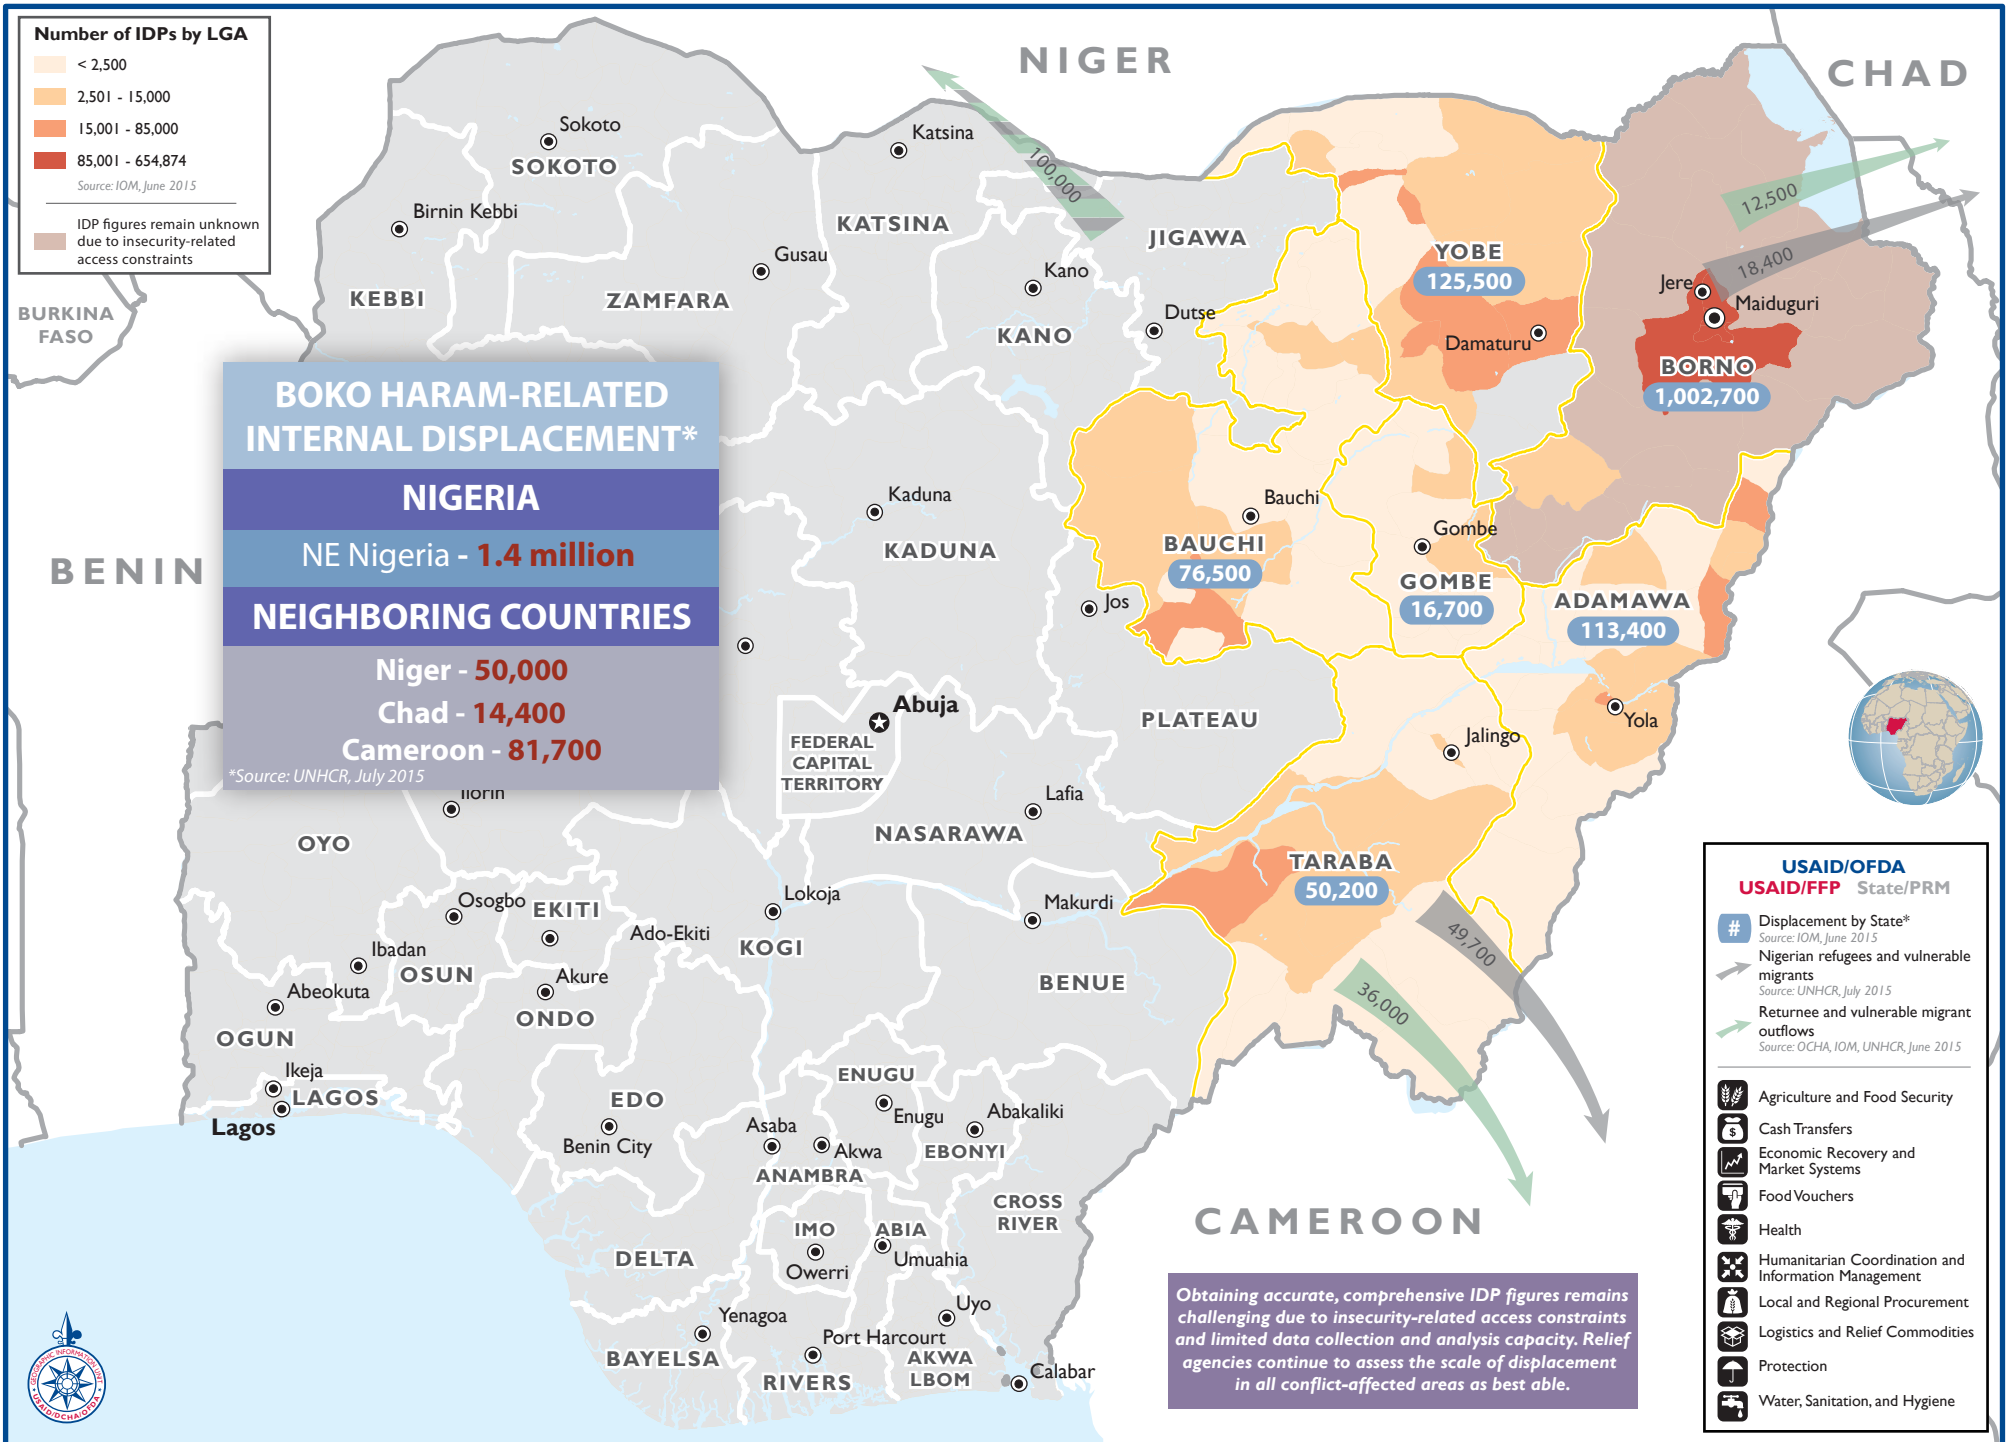 Number of IDPs by LGA
< 2,500
2,501 - 15,000
15,001 - 85,000
85,001 - 654,874
Source: IOM, June 2015
IDP figures remain unknown
due to insecurity-related
access constraints
NIGER
CHAD
BURKINA
FASO
BENIN
CAMEROON
Sokoto
SOKOTO
Katsina
KATSINA
Birnin Kebbi
KEBBI
Gusau
ZAMFARA
Kano
KANO
JIGAWA
Dutse
100,000
12,500
18,400
YOBE
125,500
Damaturu
Jere
Maiduguri
BORNO
1,002,700
BOKO HARAM-RELATED
INTERNAL DISPLACEMENT*
NIGERIA
NE Nigeria - 1.4 million
NEIGHBORING COUNTRIES
Niger - 50,000
Chad - 14,400
Cameroon - 81,700
*Source: UNHCR, July 2015
Kaduna
KADUNA
Bauchi
BAUCHI
76,500
Gombe
GOMBE
16,700
ADAMAWA
113,400
Jos
Yola
Abuja
FEDERAL
CAPITAL
TERRITORY
PLATEAU
Jalingo
Ilorin
Lafia
NASARAWA
OYO
TARABA
50,200
Osogbo
EKITI
Ado-Ekiti
Lokoja
KOGI
Makurdi
BENUE
49,700
36,000
Ibadan
OSUN
Akure
ONDO
Abeokuta
OGUN
Ikeja
LAGOS
Lagos
EDO
Benin City
ENUGU
Enugu
Abakaliki
EBONYI
Asaba
Akwa
ANAMBRA
CROSS
RIVER
IMO
Owerri
ABIA
Umuahia
DELTA
Uyo
Yenagoa
BAYELSA
Port Harcourt
RIVERS
AKWA
LBOM
Calabar
Obtaining accurate, comprehensive IDP figures remains
challenging due to insecurity-related access constraints
and limited data collection and analysis capacity. Relief
agencies continue to assess the scale of displacement
in all conflict-affected areas as best able.
USAID/OFDA
USAID/FFP State/PRM
# Displacement by State*
Source: IOM, June 2015
Nigerian refugees and vulnerable
migrants
Source: UNHCR, July 2015
Returnee and vulnerable migrant
outflows
Source: OCHA, IOM, UNHCR, June 2015
Agriculture and Food Security
$ Cash Transfers
Economic Recovery and
Market Systems
Food Vouchers
Health
Humanitarian Coordination and
Information Management
Local and Regional Procurement
Logistics and Relief Commodities
Protection
Water, Sanitation, and Hygiene
GEOGRAPHIC INFORMATION UNIT
USAID/DCHA/OFDA